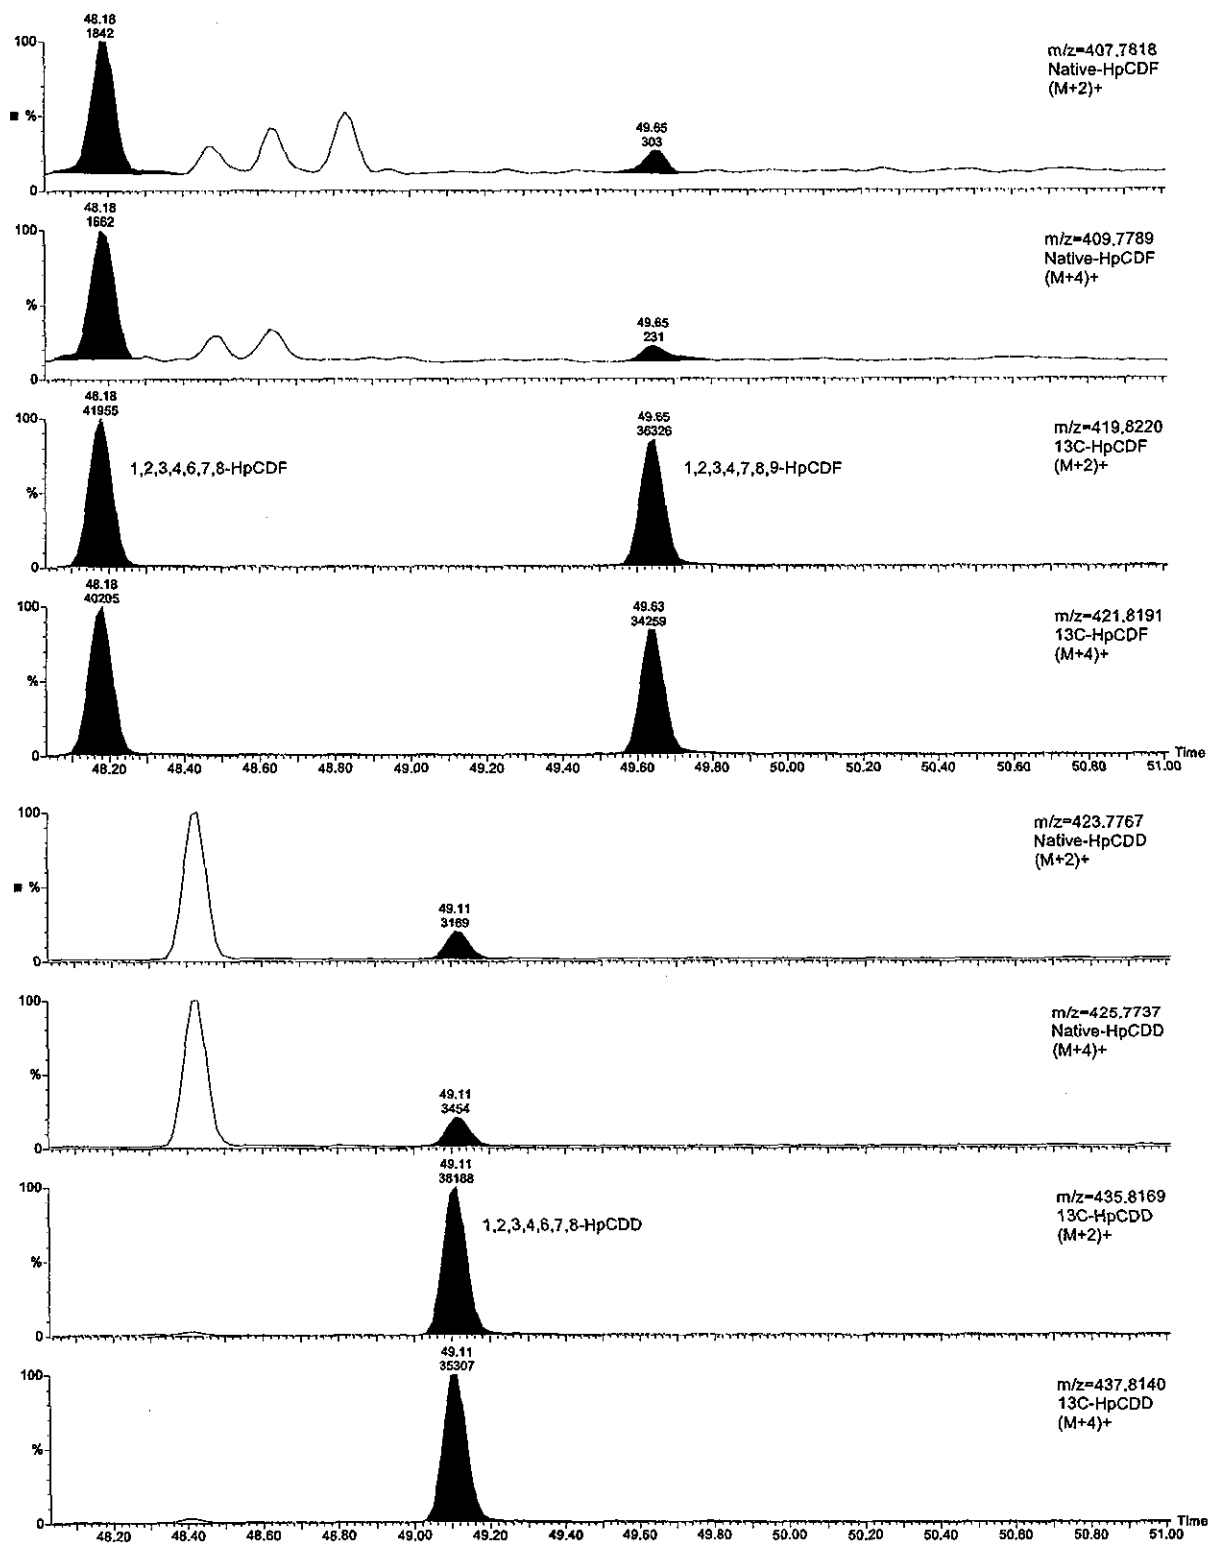 48.18
1842
100
m/z=407.7818
Native-HpCDF
(M+2)+
%
49.65
303
0
48.18
1662
100
m/z=409.7789
Native-HpCDF
(M+4)+
%
49.65
231
0
48.18
41955
100
49.65
36326
m/z=419.8220
13C-HpCDF
(M+2)+
1,2,3,4,6,7,8-HpCDF
1,2,3,4,7,8,9-HpCDF
%
0
48.18
40205
100
49.63
34259
m/z=421.8191
13C-HpCDF
(M+4)+
%
0
Time
48.20 48.40 48.60 48.80 49.00 49.20 49.40 49.60 49.80 50.00 50.20 50.40 50.60 50.80 51.00
100
m/z=423.7767
Native-HpCDD
(M+2)+
%
49.11
3169
0
100
m/z=425.7737
Native-HpCDD
(M+4)+
%
49.11
3454
0
49.11
38188
100
m/z=435.8169
13C-HpCDD
(M+2)+
1,2,3,4,6,7,8-HpCDD
%
0
49.11
35307
100
m/z=437.8140
13C-HpCDD
(M+4)+
%
0
Time
48.20 48.40 48.60 48.80 49.00 49.20 49.40 49.60 49.80 50.00 50.20 50.40 50.60 50.80 51.00